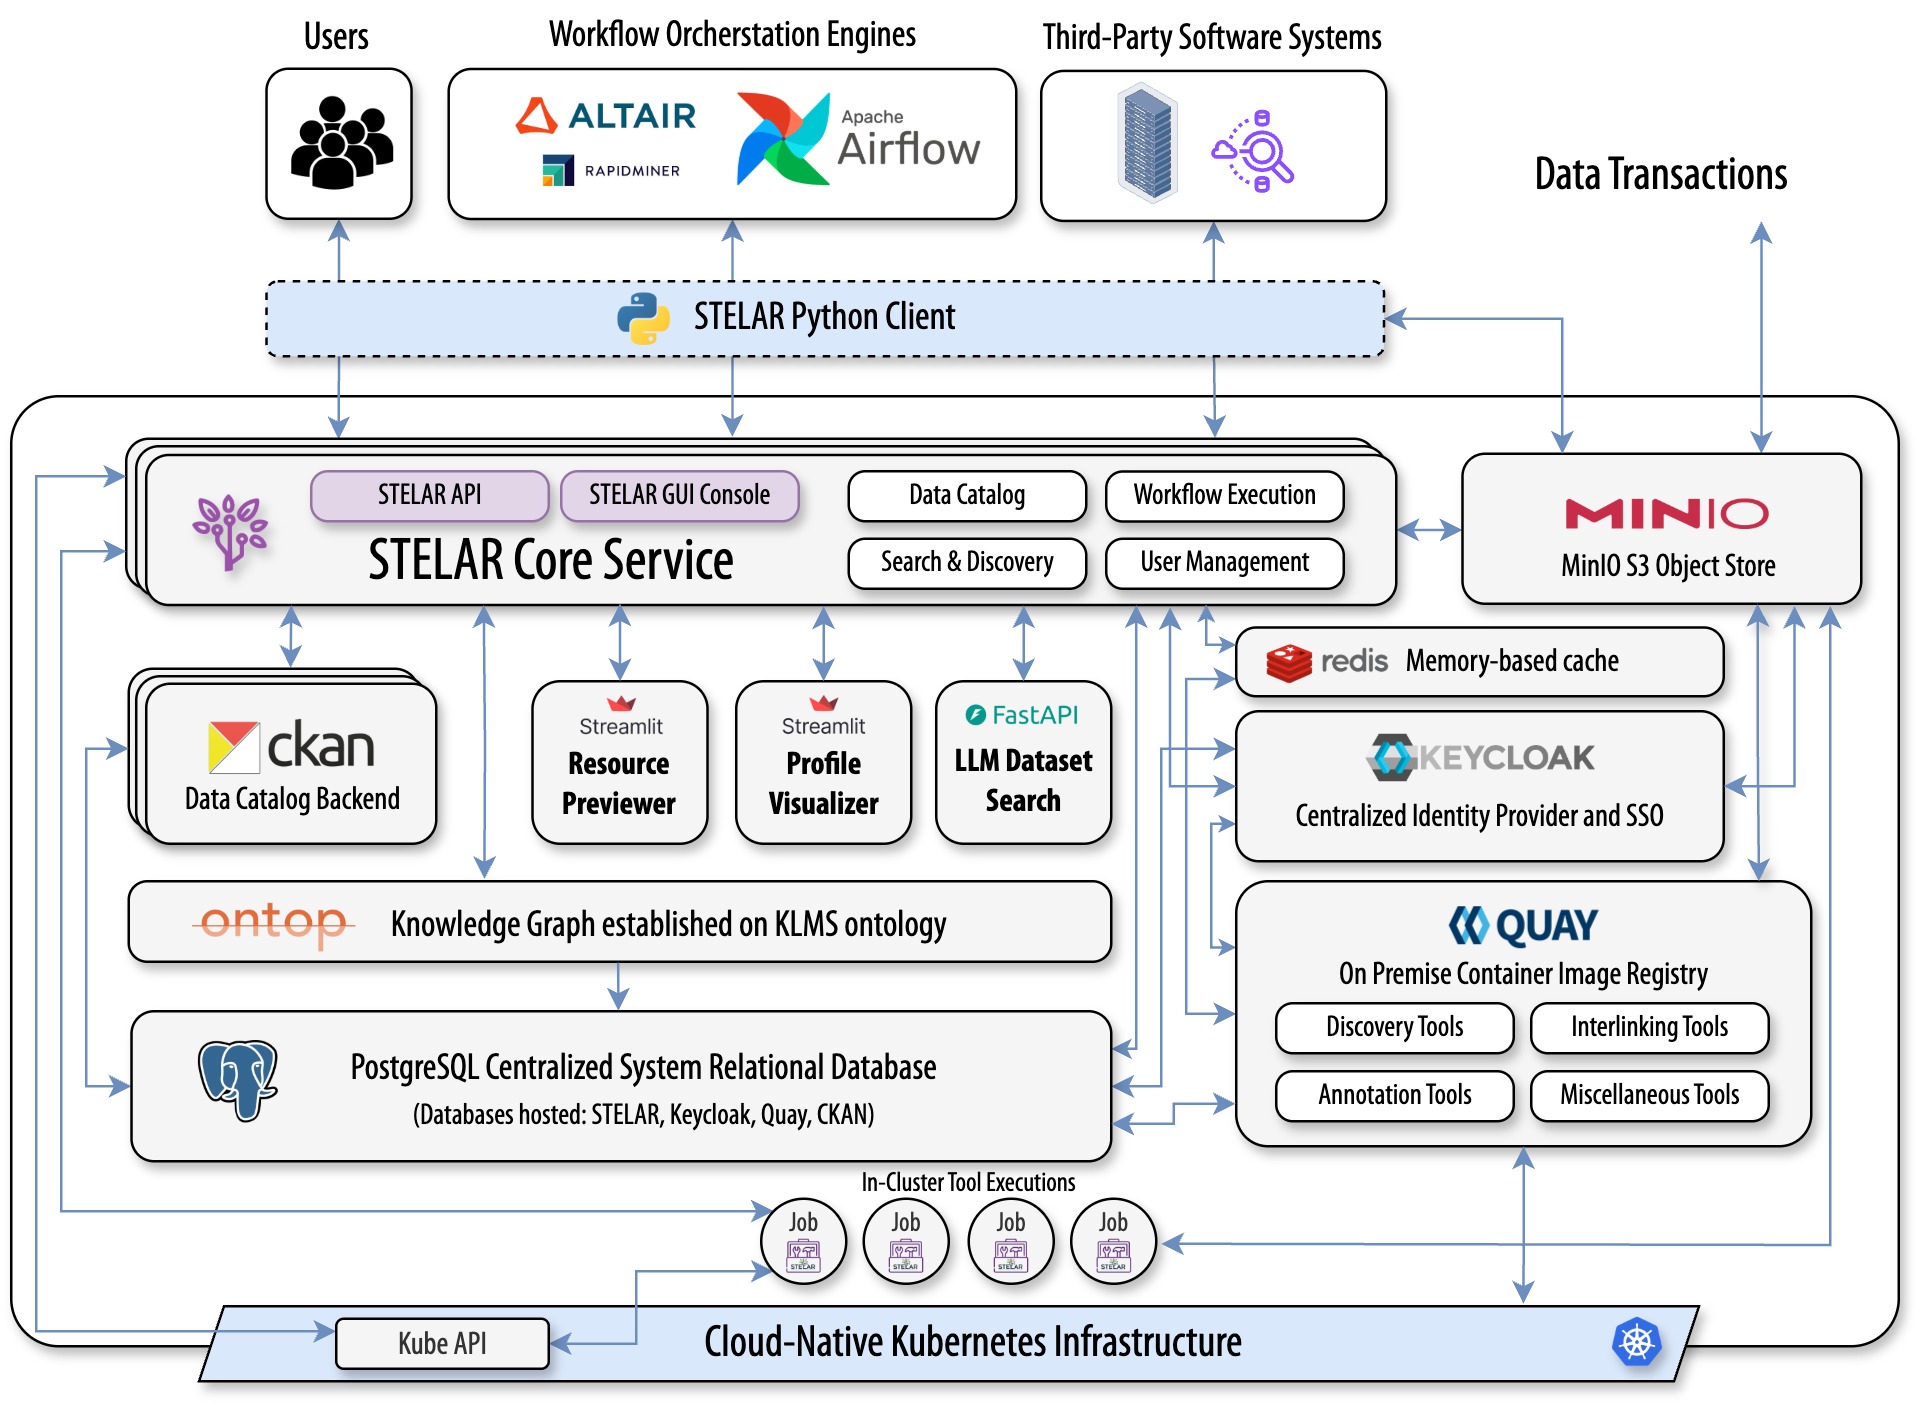 Users
Workflow Orcherstation Engines
Third-Party Software Systems
ALTAIR
RAPIDMINER
Apache
Airflow
Data Transactions
STELAR Python Client
STELAR API
STELAR GUI Console
Data Catalog
Workflow Execution
STELAR Core Service
Search & Discovery
User Management
MINIO
MinIO S3 Object Store
redis Memory-based cache
ckan
Data Catalog Backend
Streamlit
Resource
Previewer
Streamlit
Profile
Visualizer
FastAPI
LLM Dataset
Search
KEYCLOAK
Centralized Identity Provider and SSO
ontop Knowledge Graph established on KLMS ontology
QUAY
On Premise Container Image Registry
Discovery Tools
Interlinking Tools
Annotation Tools
Miscellaneous Tools
PostgreSQL Centralized System Relational Database
(Databases hosted: STELAR, Keycloak, Quay, CKAN)
In-Cluster Tool Executions
Job
STELAR
Job
STELAR
Job
STELAR
Job
STELAR
Kube API
Cloud-Native Kubernetes Infrastructure